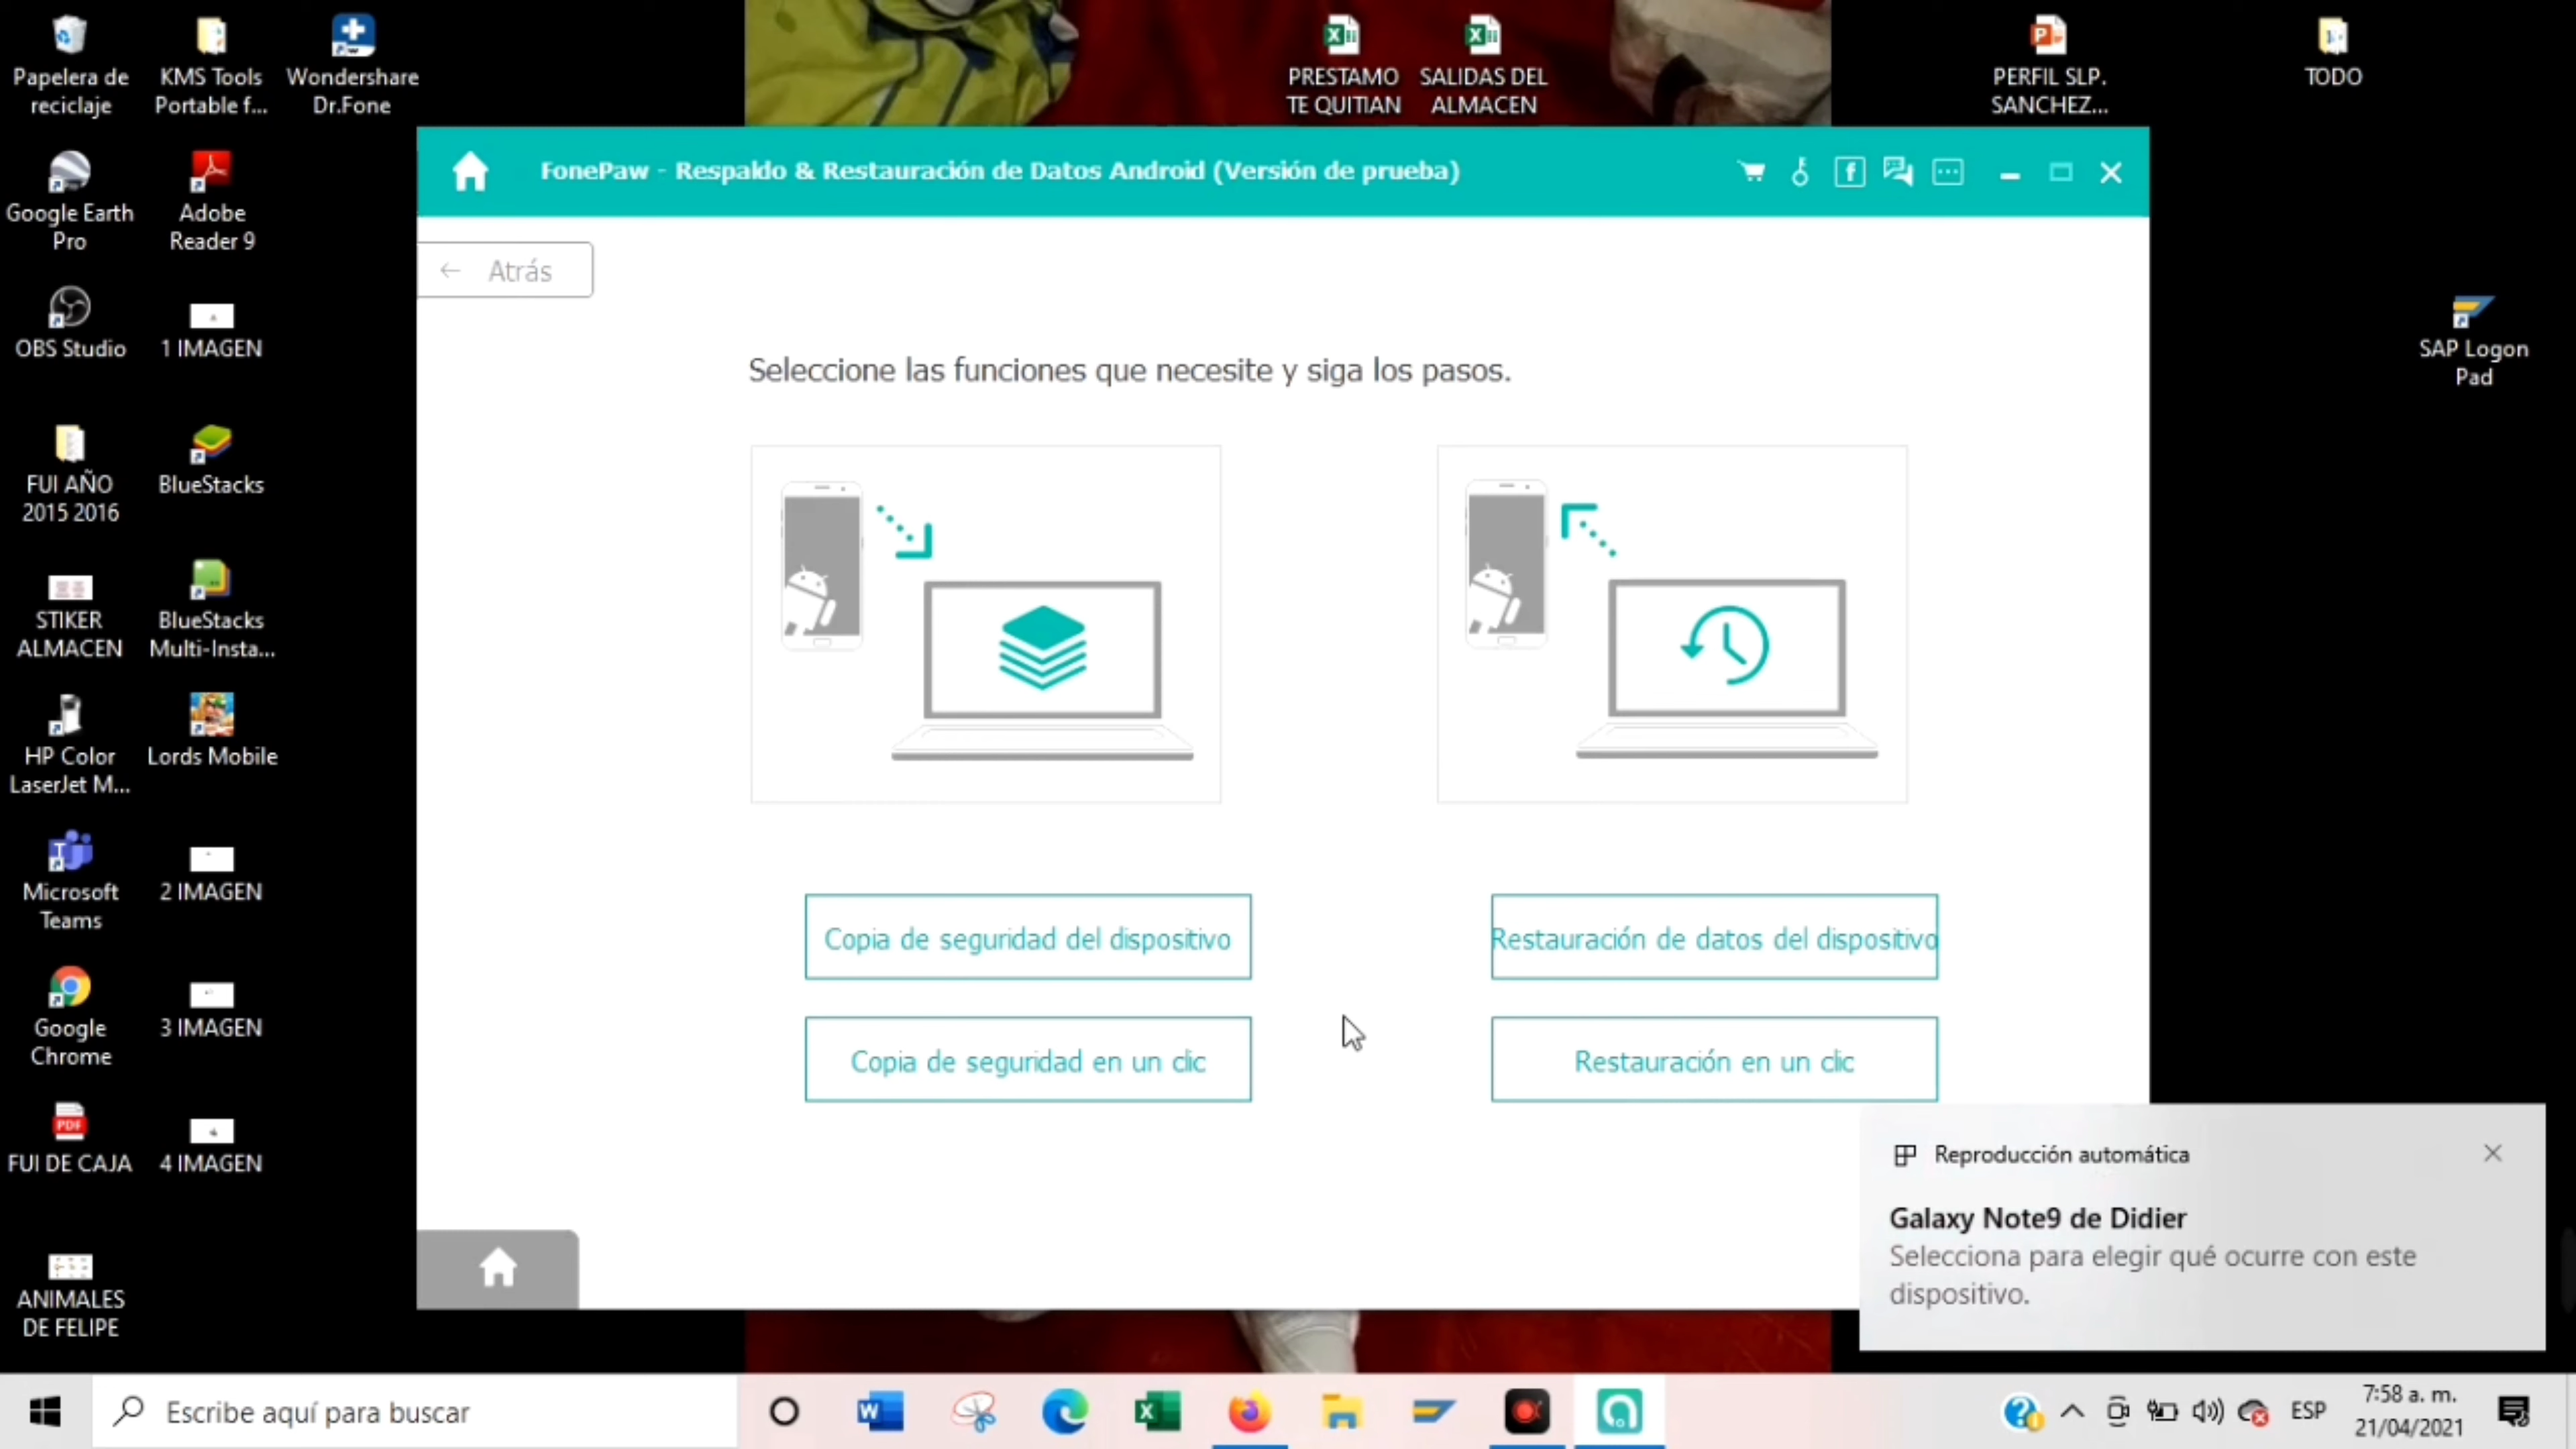 Papelera de
reciclaje
KMS Tools
Portable f...
Wondershare
Dr.Fone
PRESTAMO
TE QUITIAN
SALIDAS DEL
ALMACEN
PERFIL SLP.
SANCHEZ...
TODO
FonePaw - Respaldo & Restauración de Datos Android (Versión de prueba)
Google Earth
Pro
Adobe
Reader 9
Atrás
OBS Studio
1 IMAGEN
SAP Logon
Pad
Seleccione las funciones que necesite y siga los pasos.
FUI AÑO
2015 2016
BlueStacks
STIKER
ALMACEN
BlueStacks
Multi-Insta...
HP Color
LaserJet M...
Lords Mobile
Microsoft
Teams
2 IMAGEN
Copia de seguridad del dispositivo
Restauración de datos del dispositivo
Google
Chrome
3 IMAGEN
Copia de seguridad en un clic
Restauración en un clic
PDF
FUI DE CAJA
4 IMAGEN
Reproducción automática
Galaxy Note9 de Didier
Selecciona para elegir qué ocurre con este
dispositivo.
ANIMALES
DE FELIPE
Escribe aquí para buscar
ESP
7:58 a. m.
21/04/2021